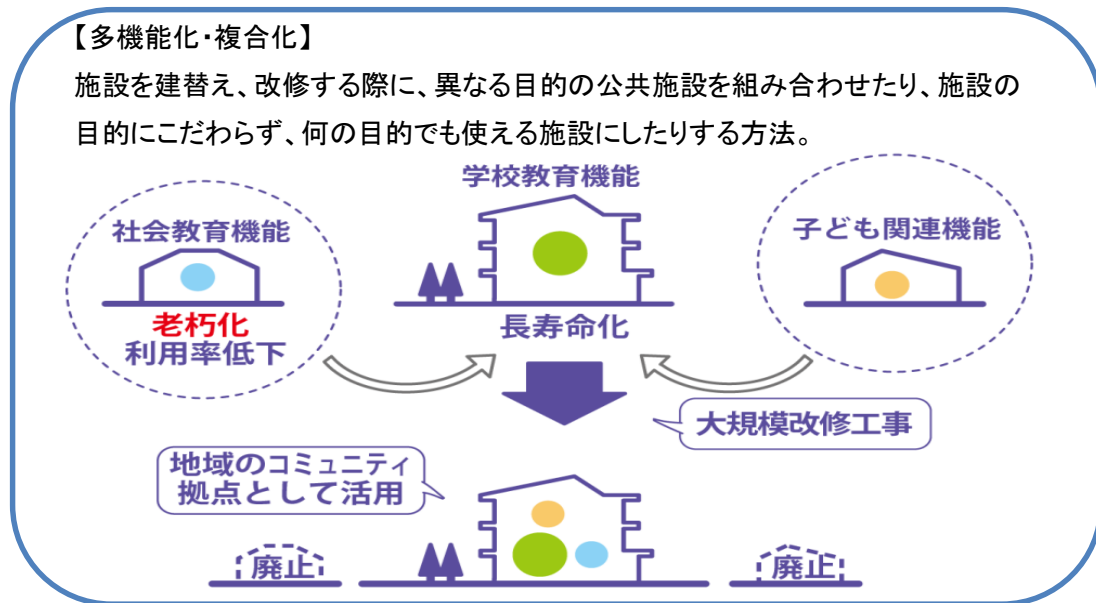 【多機能化・複合化】
施設を建替え、改修する際に、異なる目的の公共施設を組み合わせたり、施設の
目的にこだわらず、何の目的でも使える施設にしたりする方法。
学校教育機能
社会教育機能
子ども関連機能
老朽化
利用率低下
長寿命化
大規模改修工事
地域のコミュニティ
拠点として活用
廃止
廃止